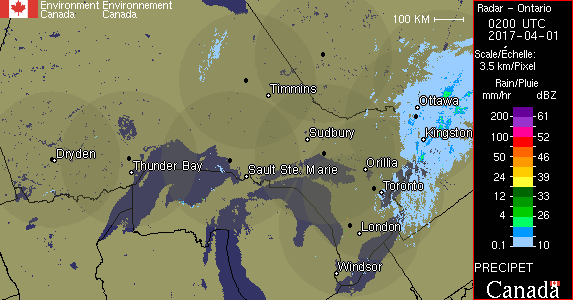 Environment Environnement
Canada Canada
100 KM
Timmins
Ottawa
Sudbury
Kingston
Dryden
Thunder Bay
Sault Ste. Marie
Orillia
Toronto
London
Windsor
Radar - Ontario
0200 UTC
2017-04-01
Scale/Échelle:
3.5 km/Pixel
Rain/Pluie
mm/hr dBZ
200 61
100 52
50 46
24 39
12 33
4 26
0.1 10
PRECIPET
Canada